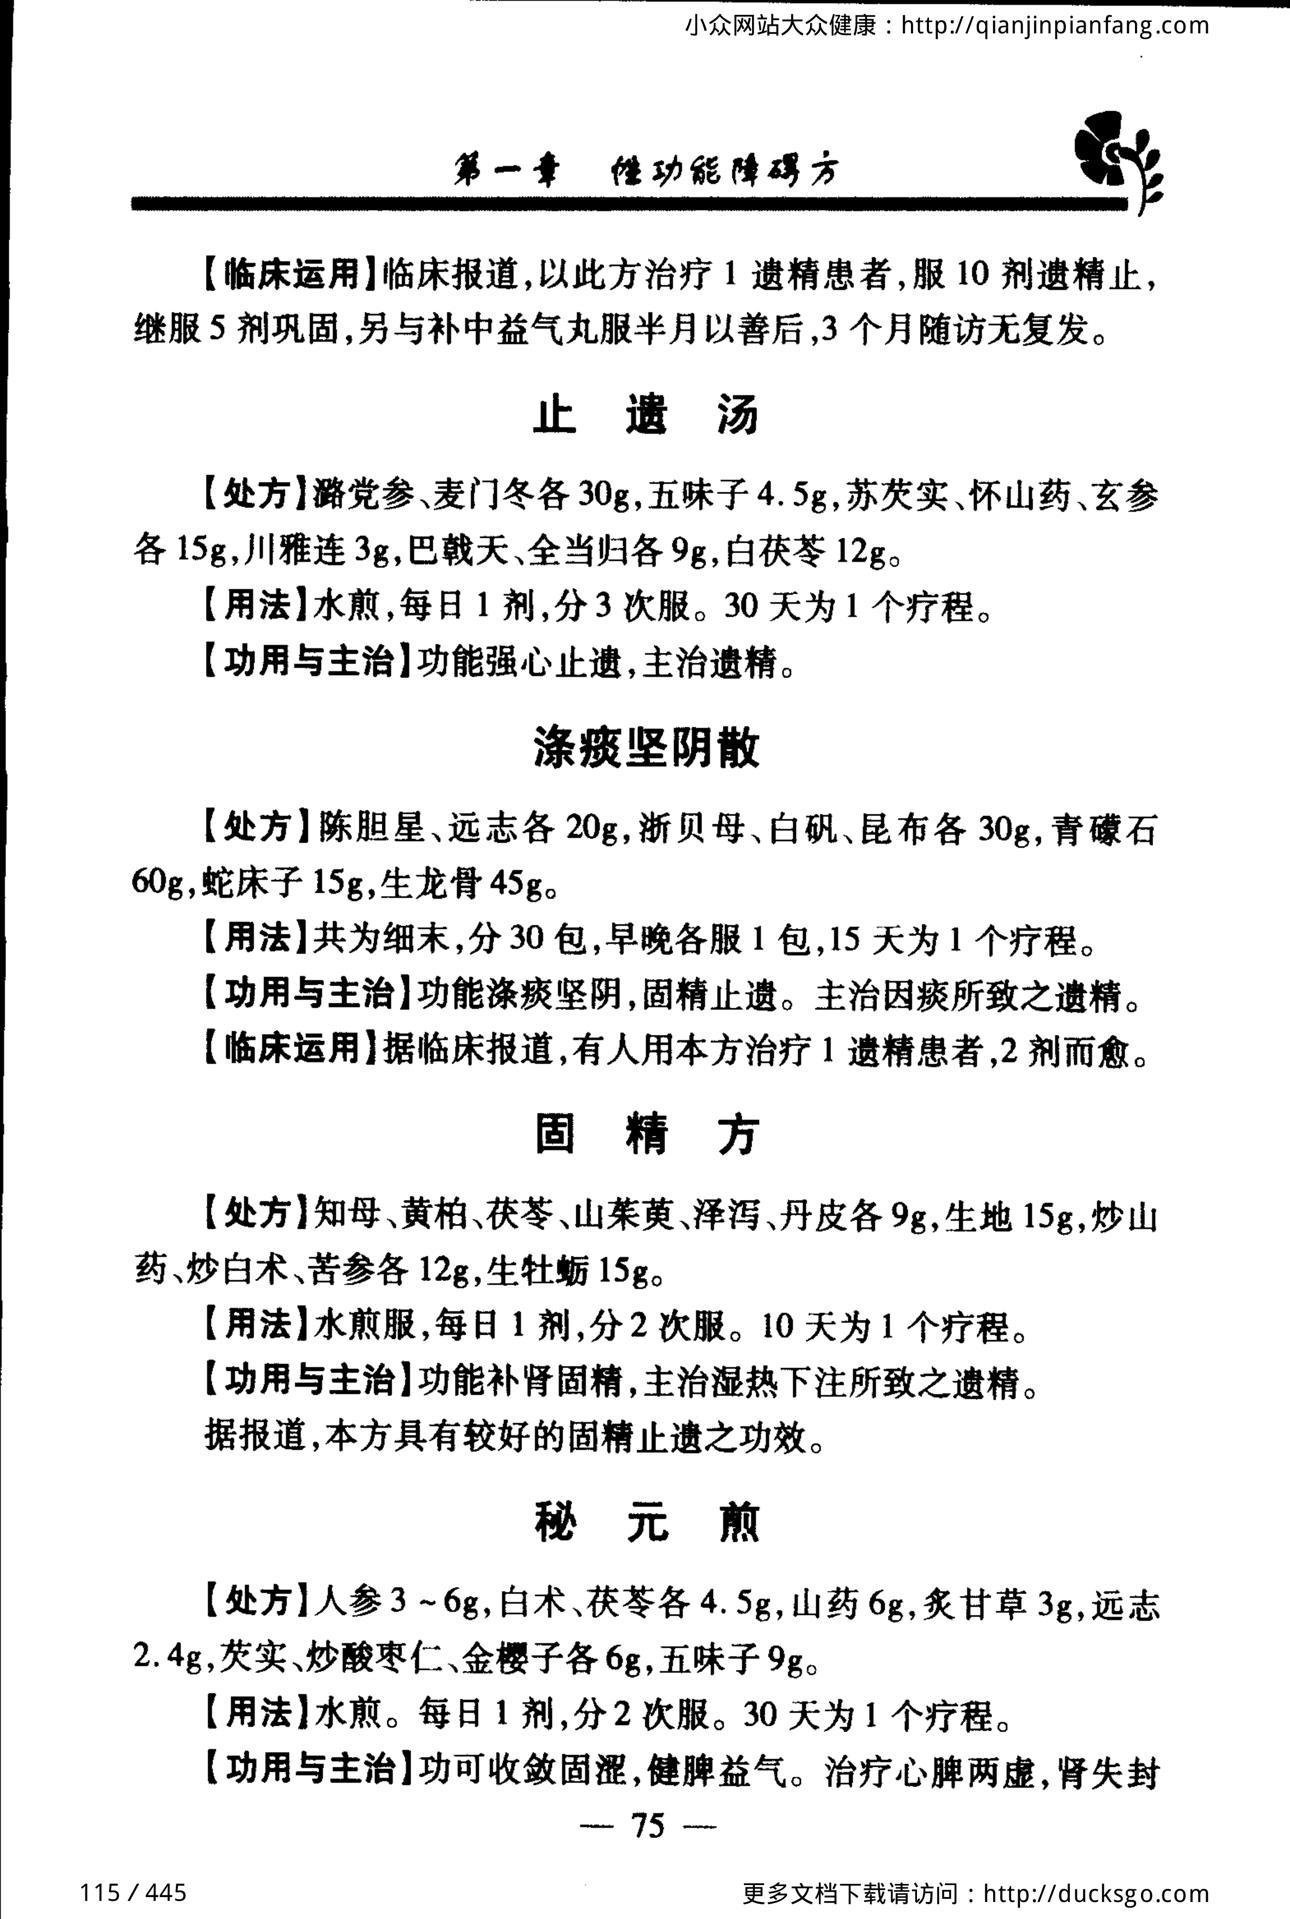 小众网站大众健康：http://qianjinpianfang.com
第一章 性功能障碍方
【临床运用】临床报道,以此方治疗 1 遗精患者,服 10 剂遗精止,
继服 5 剂巩固,另与补中益气丸服半月以善后,3 个月随访无复发。
止 遗 汤
【处方】潞党参、麦门冬各 30g,五味子 4.5g,苏芡实、怀山药、玄参
各 15g,川雅连 3g,巴戟天、全当归各 9g,白茯苓 12g。
【用法】水煎,每日 1 剂,分 3 次服。30 天为 1 个疗程。
【功用与主治】功能强心止遗,主治遗精。
涤痰坚阴散
【处方】陈胆星、远志各 20g,浙贝母、白矾、昆布各 30g,青礞石
60g,蛇床子 15g,生龙骨 45g。
【用法】共为细末,分 30 包,早晚各服 1 包,15 天为 1 个疗程。
【功用与主治】功能涤痰坚阴,固精止遗。主治因痰所致之遗精。
【临床运用】据临床报道,有人用本方治疗 1 遗精患者,2 剂而愈。
固 精 方
【处方】知母、黄柏、茯苓、山茱萸、泽泻、丹皮各 9g,生地 15g,炒山
药、炒白术、苦参各 12g,生牡蛎 15g。
【用法】水煎服,每日 1 剂,分 2 次服。10 天为 1 个疗程。
【功用与主治】功能补肾固精,主治湿热下注所致之遗精。
据报道,本方具有较好的固精止遗之功效。
秘 元 煎
【处方】人参 3～6g,白术、茯苓各 4.5g,山药 6g,炙甘草 3g,远志
2.4g,芡实、炒酸枣仁、金樱子各 6g,五味子 9g。
【用法】水煎。每日 1 剂,分 2 次服。30 天为 1 个疗程。
【功用与主治】功可收敛固涩,健脾益气。治疗心脾两虚,肾失封
— 75 —
115 / 445
更多文档下载请访问：http://ducksgo.com